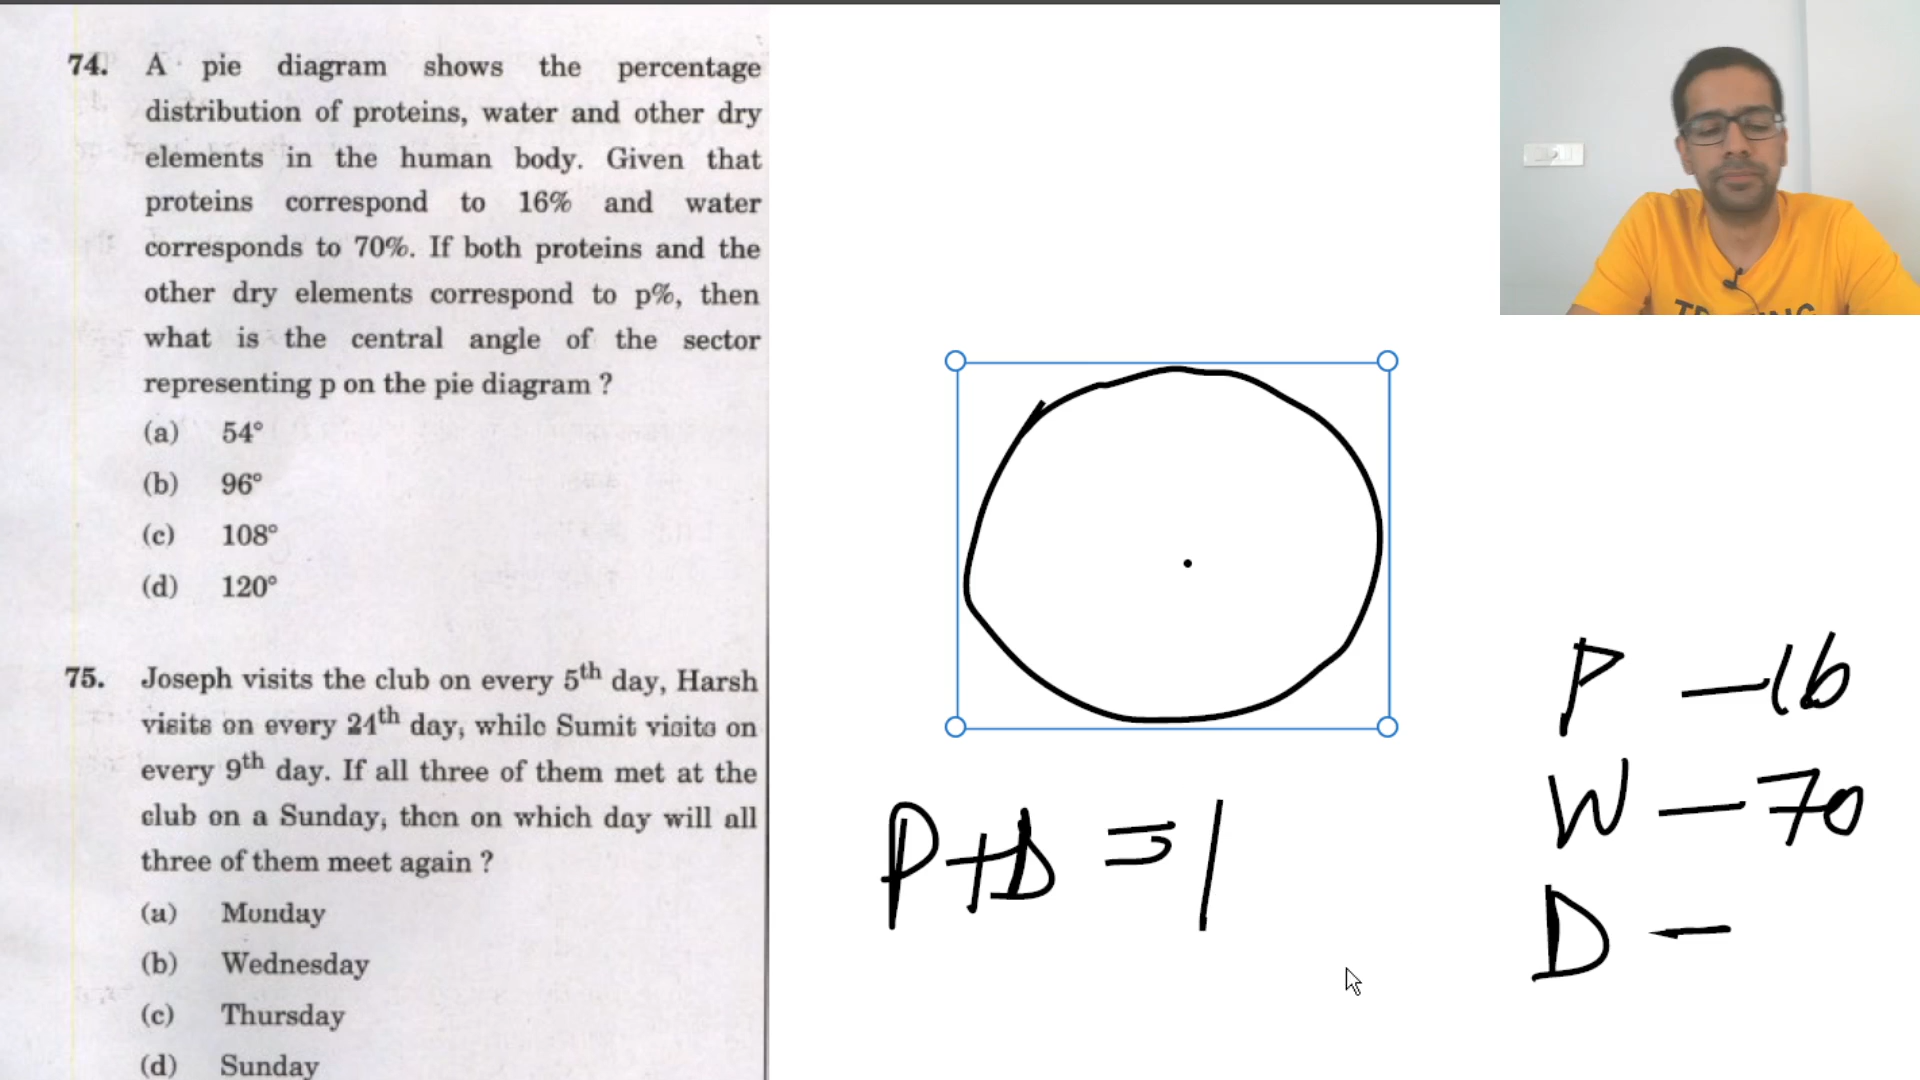 74. A pie diagram shows the percentage
distribution of proteins, water and other dry
elements in the human body. Given that
proteins correspond to 16% and water
corresponds to 70%. If both proteins and the
other dry elements correspond to p%, then
what is the central angle of the sector
representing p on the pie diagram ?
(a) 54°
(b) 96°
(c) 108°
(d) 120°
75. Joseph visits the club on every 5th day, Harsh
visits on every 24th day, while Sumit visits on
every 9th day. If all three of them met at the
club on a Sunday, then on which day will all
three of them meet again ?
(a) Monday
(b) Wednesday
(c) Thursday
(d) Sunday
P+D =1
P — 16
W — 70
D —